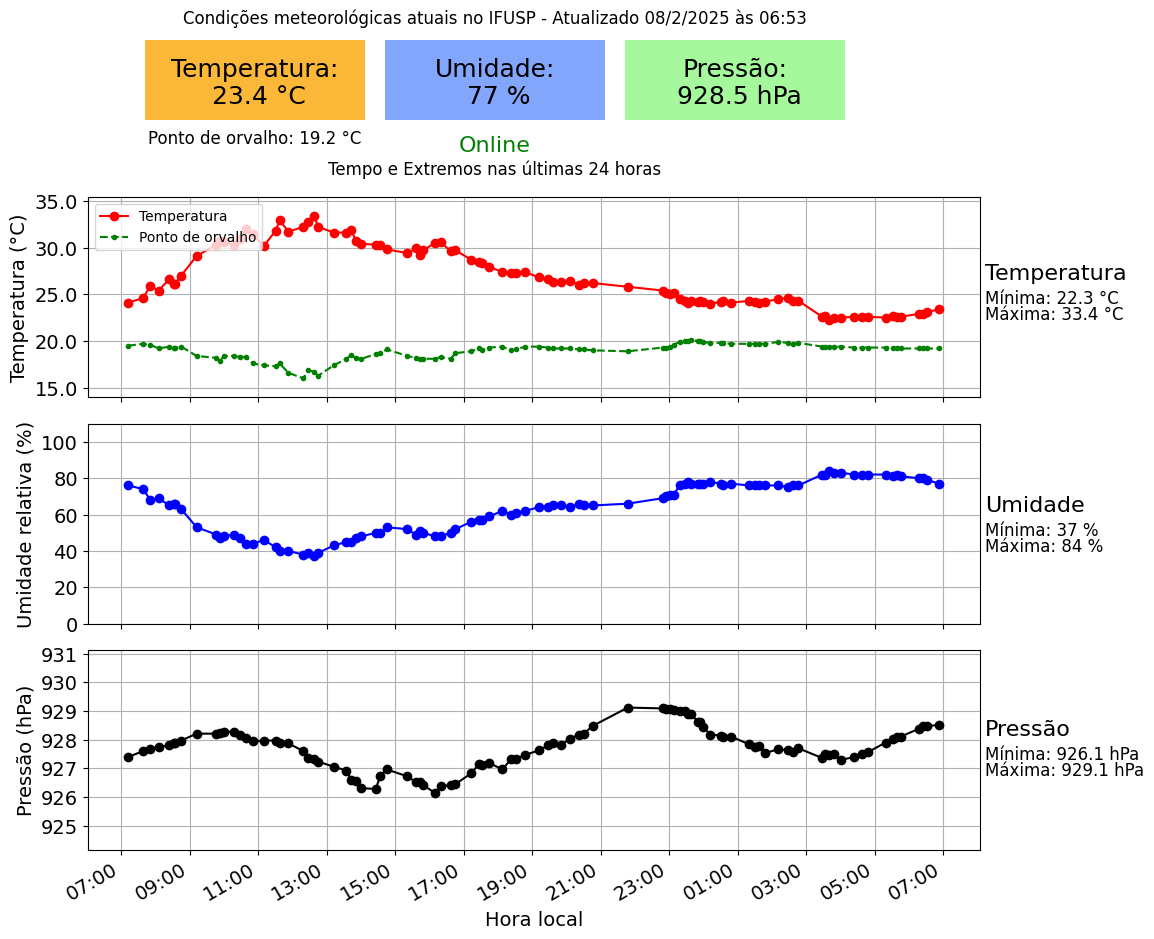 Condições meteorológicas atuais no IFUSP - Atualizado 08/2/2025 às 06:53
Temperatura:
23.4 °C
Umidade:
77 %
Pressão:
928.5 hPa
Ponto de orvalho: 19.2 °C
Online
Tempo e Extremos nas últimas 24 horas
Temperatura (°C)
35.0
30.0
25.0
20.0
15.0
Temperatura
Ponto de orvalho
Temperatura
Mínima: 22.3 °C
Máxima: 33.4 °C
Umidade relativa (%)
100
80
60
40
20
0
Umidade
Mínima: 37 %
Máxima: 84 %
Pressão (hPa)
931
930
929
928
927
926
925
Pressão
Mínima: 926.1 hPa
Máxima: 929.1 hPa
07:00 09:00 11:00 13:00 15:00 17:00 19:00 21:00 23:00 01:00 03:00 05:00 07:00
Hora local